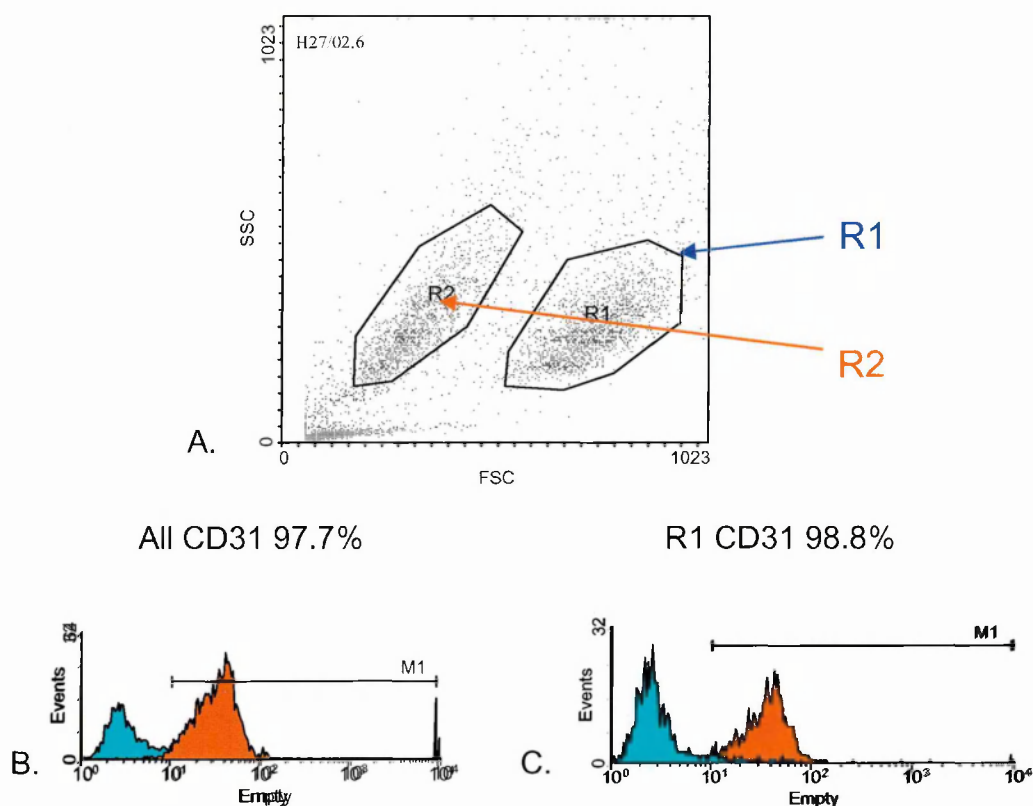 H27/02.6
1023
SSC
0
R2
R1
R1
R2
A.
0
1023
FSC
All CD31 97.7%
R1 CD31 98.8%
Events
0
M1
10⁰
10¹
10²
10³
10⁴
Empty
B.
32
Events
0
M1
10⁰
10¹
10²
10³
10⁴
Empty
C.